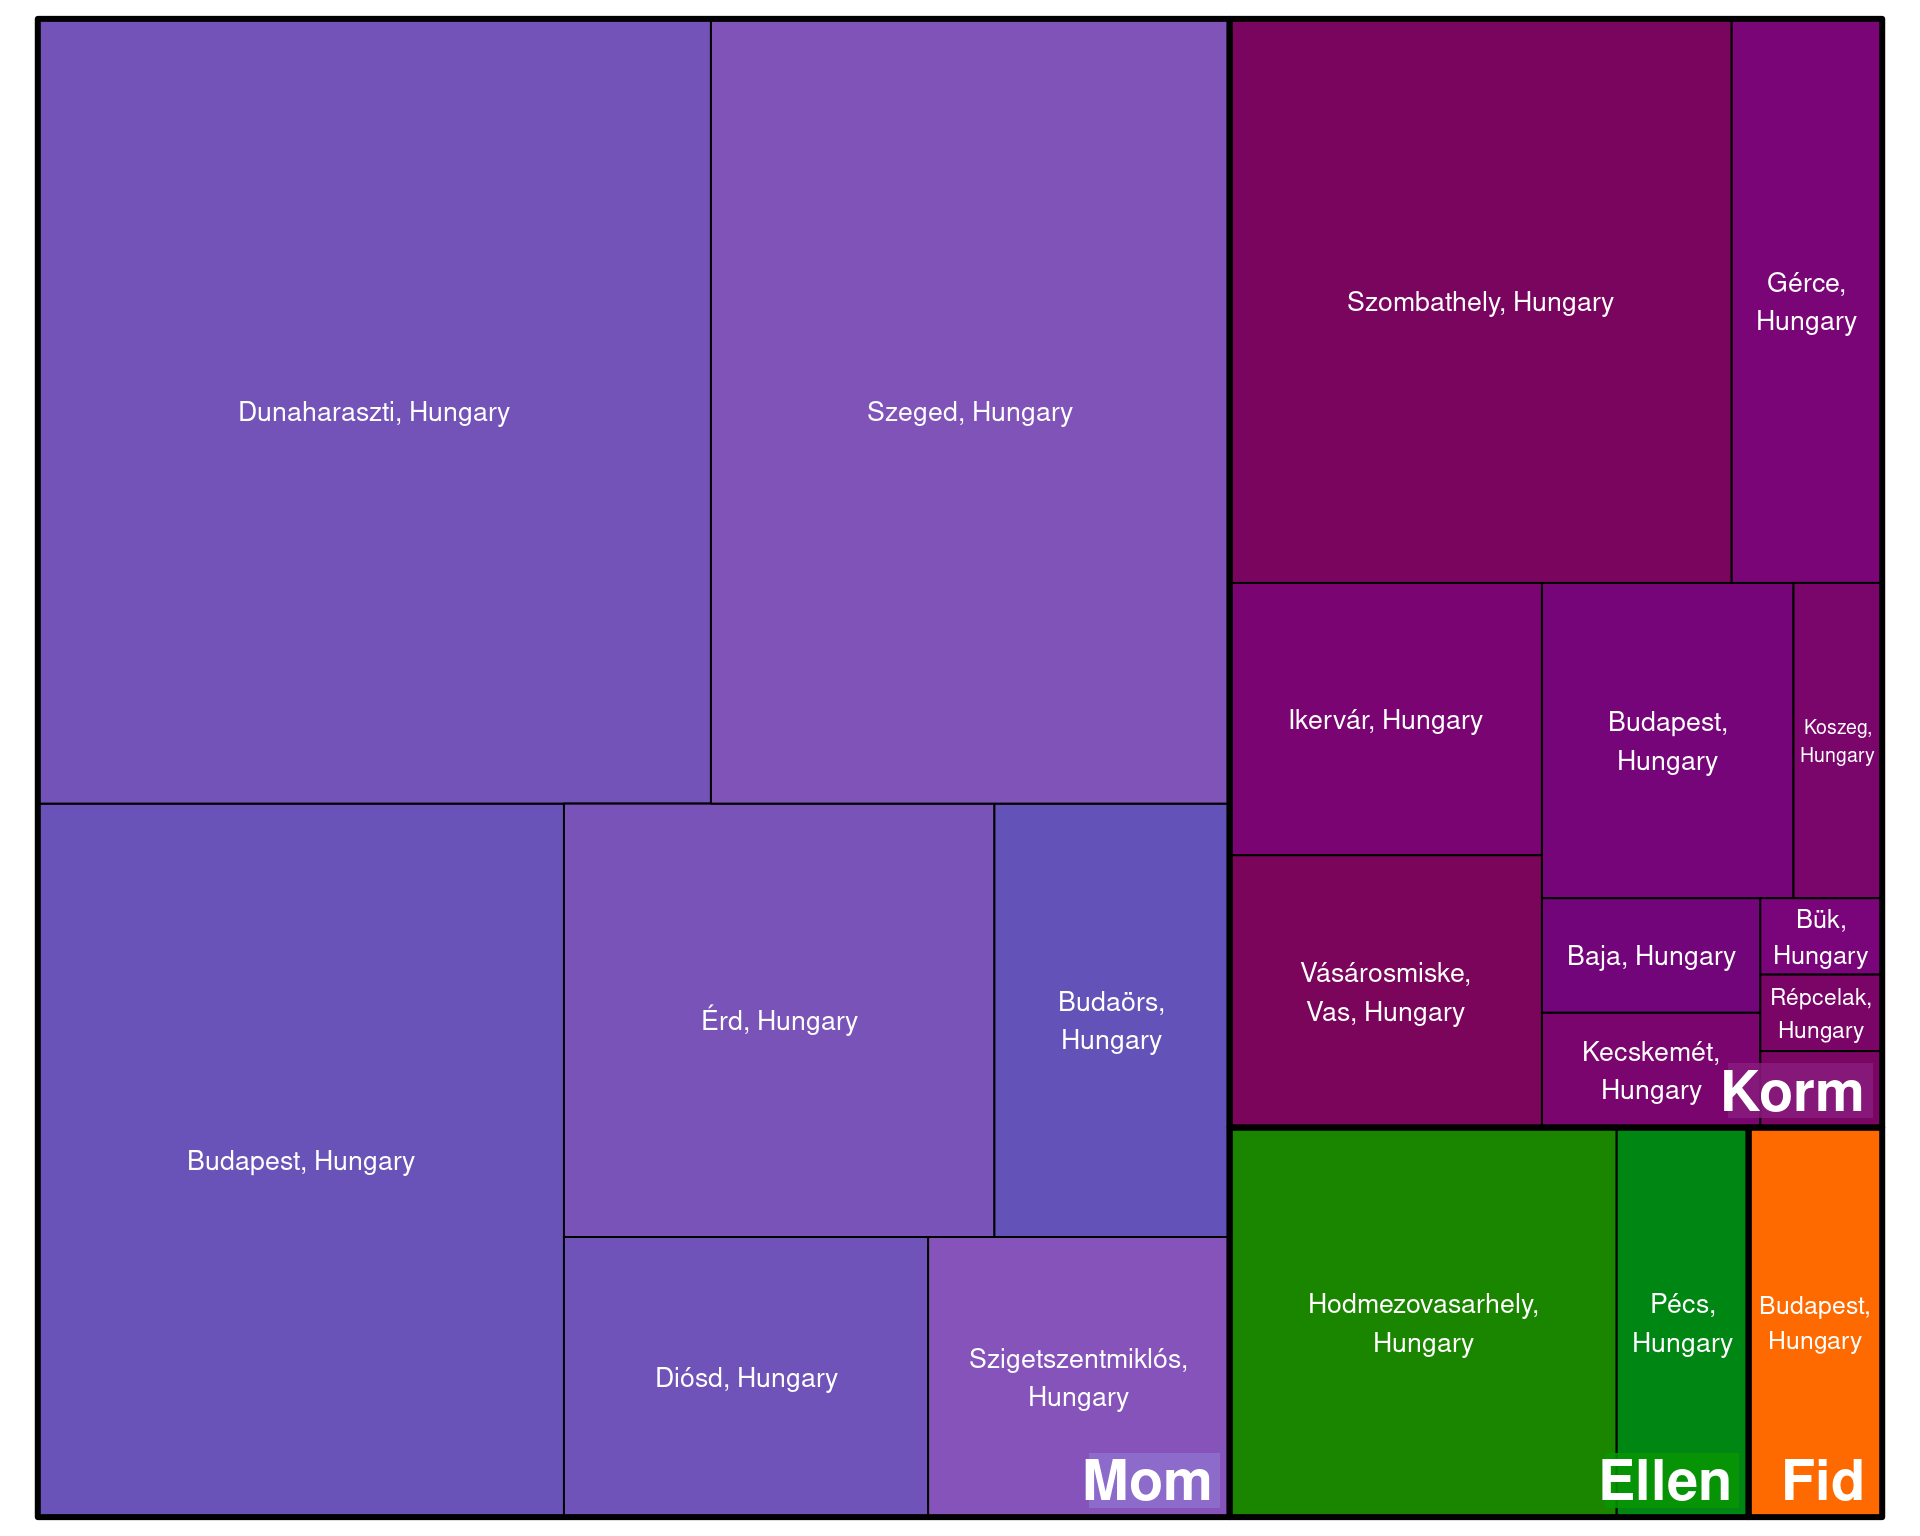 Dunaharaszti, Hungary
Szeged, Hungary
Budapest, Hungary
Érd, Hungary
Budaörs,
Hungary
Diósd, Hungary
Szigetszentmiklós,
Hungary
Mom
Szombathely, Hungary
Gérce,
Hungary
Ikervár, Hungary
Budapest,
Hungary
Koszeg,
Hungary
Vásárosmiske,
Vas, Hungary
Baja, Hungary
Bük,
Hungary
Répcelak,
Hungary
Kecskemét,
Hungary
Korm
Hodmezovasarhely,
Hungary
Pécs,
Hungary
Ellen
Budapest,
Hungary
Fid